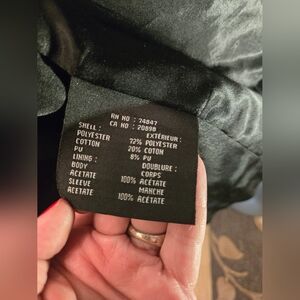 RN NO : 74847
CA NO : 20898
SHELL : EXTÉRIEUR :
POLYESTER 72% POLYESTER
COTTON 20% COTON
PU 8% PU
LINING : DOUBLURE :
BODY CORPS
ACETATE 100% ACÉTATE
SLEEVE MANCHE
ACETATE 100% ACÉTATE